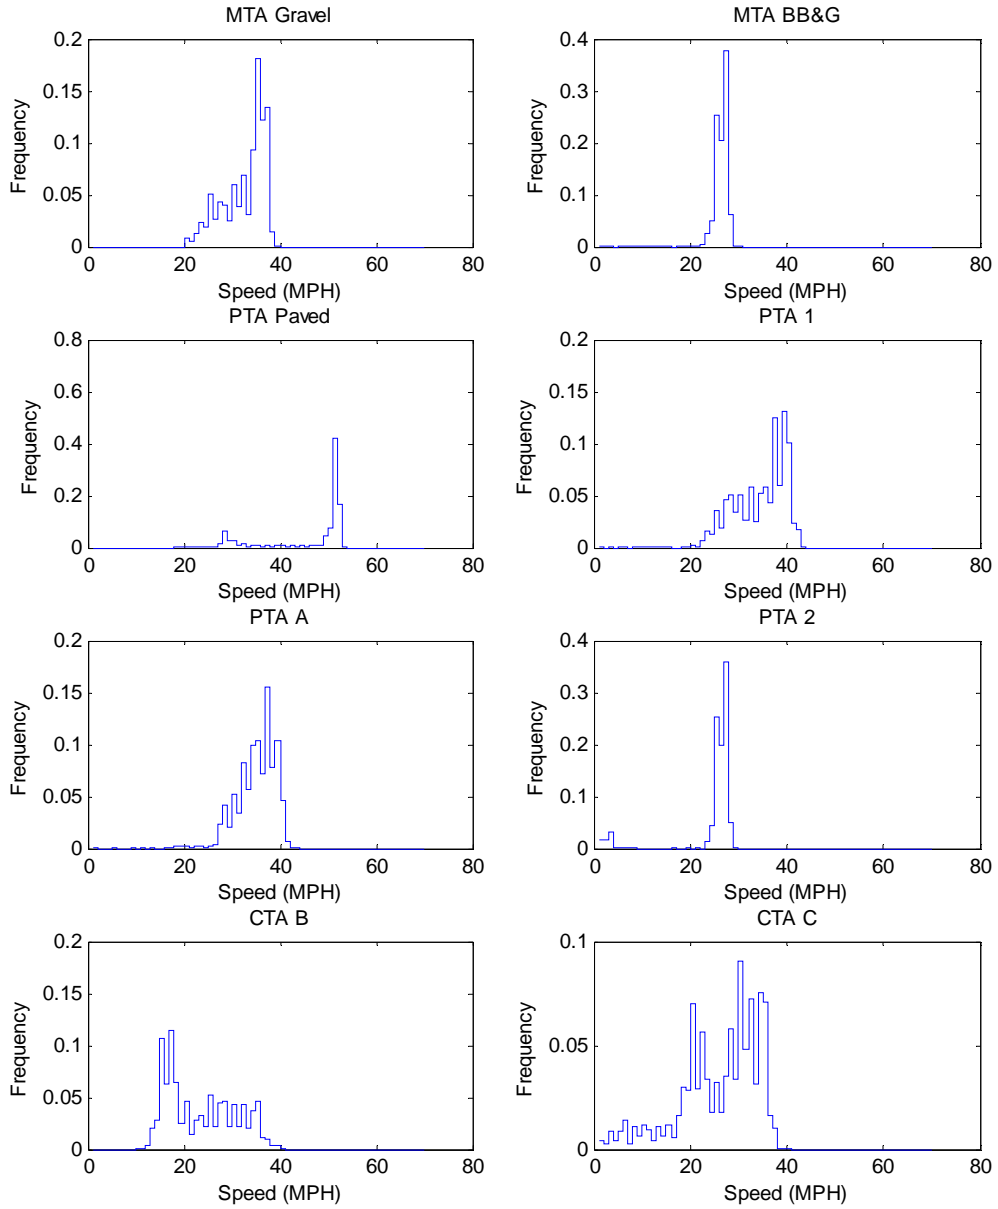 MTA Gravel
0.2
0.15
0.1
0.05
0
Frequency
0 20 40 60 80
Speed (MPH)
MTA BB&G
0.4
0.3
0.2
0.1
0
Frequency
0 20 40 60 80
Speed (MPH)
PTA Paved
0.8
0.6
0.4
0.2
0
Frequency
0 20 40 60 80
Speed (MPH)
PTA 1
0.2
0.15
0.1
0.05
0
Frequency
0 20 40 60 80
Speed (MPH)
PTA A
0.2
0.15
0.1
0.05
0
Frequency
0 20 40 60 80
Speed (MPH)
PTA 2
0.4
0.3
0.2
0.1
0
Frequency
0 20 40 60 80
Speed (MPH)
CTA B
0.2
0.15
0.1
0.05
0
Frequency
0 20 40 60 80
Speed (MPH)
CTA C
0.1
0.05
0
Frequency
0 20 40 60 80
Speed (MPH)